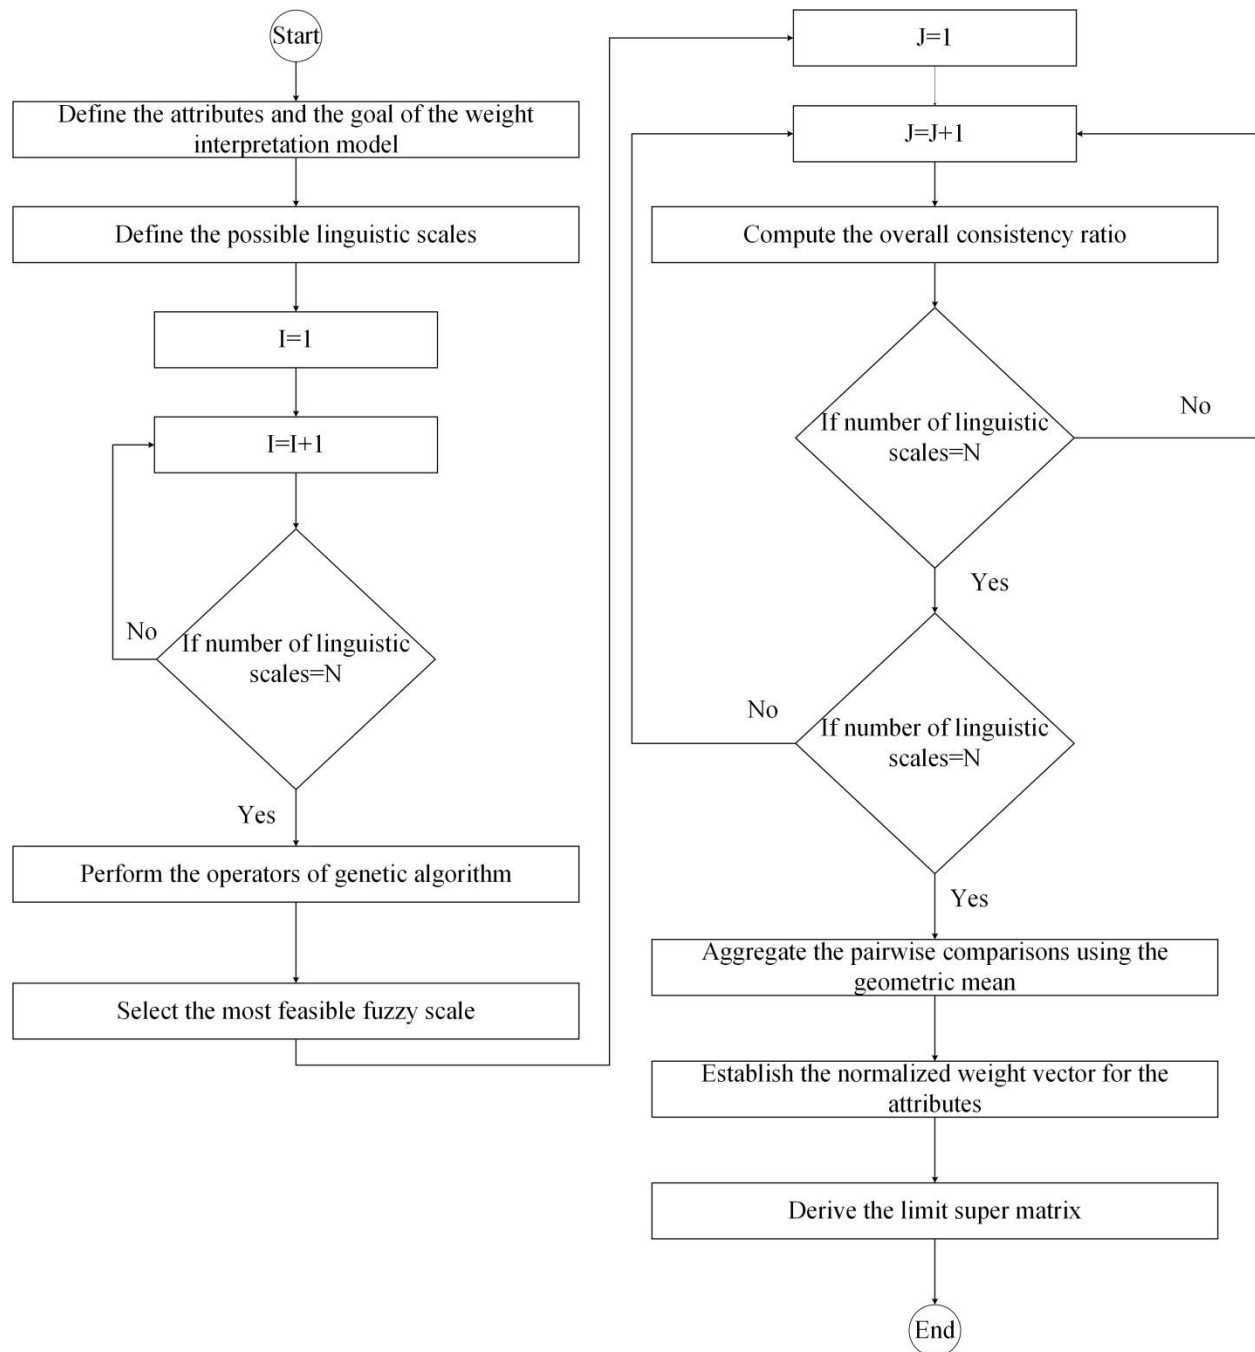 Start
Define the attributes and the goal of the weight
interpretation model
Define the possible linguistic scales
I=1
I=I+1
If number of linguistic
scales=N
No
Yes
Perform the operators of genetic algorithm
Select the most feasible fuzzy scale
J=1
J=J+1
Compute the overall consistency ratio
If number of linguistic
scales=N
No
Yes
If number of linguistic
scales=N
No
Yes
Aggregate the pairwise comparisons using the
geometric mean
Establish the normalized weight vector for the
attributes
Derive the limit super matrix
End